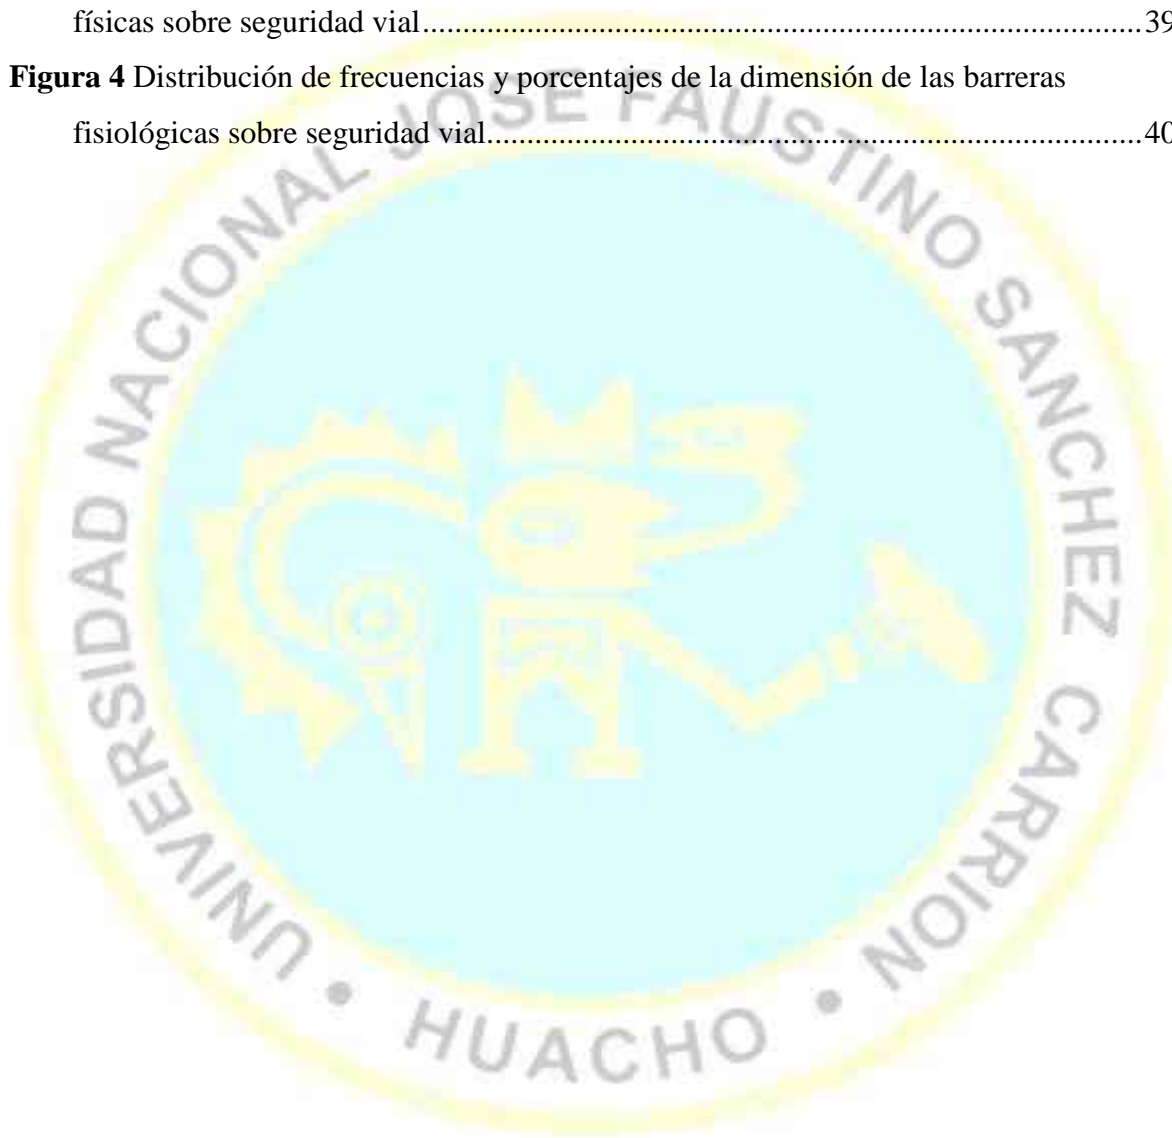 físicas sobre seguridad vial.......................................................................................... 39
Figura 4 Distribución de frecuencias y porcentajes de la dimensión de las barreras
fisiológicas sobre seguridad vial.................................................................................. 40
UNIVERSIDAD NACIONAL JOSE FAUSTINO SANCHEZ CARRION • HUACHO •